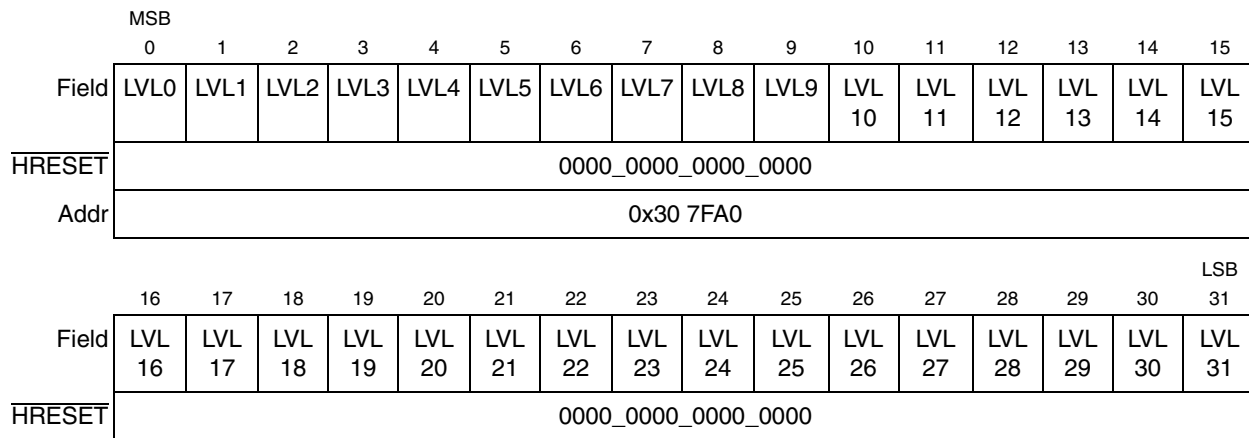 MSB
0 1 2 3 4 5 6 7 8 9 10 11 12 13 14 15
Field LVL0 LVL1 LVL2 LVL3 LVL4 LVL5 LVL6 LVL7 LVL8 LVL9 LVL LVL LVL LVL LVL LVL
10 11 12 13 14 15
HRESET 0000_0000_0000_0000
Addr 0x30 7FA0
LSB
16 17 18 19 20 21 22 23 24 25 26 27 28 29 30 31
Field LVL LVL LVL LVL LVL LVL LVL LVL LVL LVL LVL LVL LVL LVL LVL LVL
16 17 18 19 20 21 22 23 24 25 26 27 28 29 30 31
HRESET 0000_0000_0000_0000